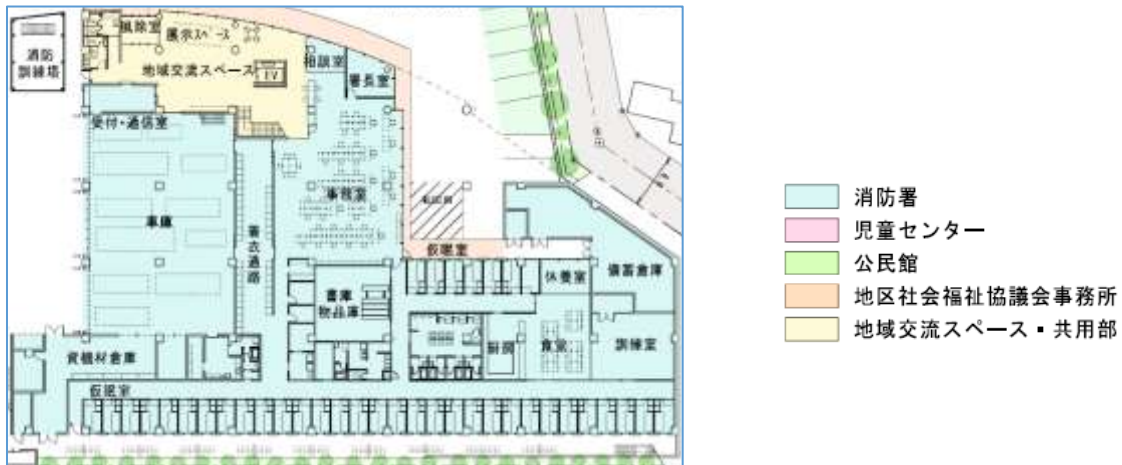 消防
訓練塔
風除室
展示スペース
地域交流スペース
EV
相談室
署長室
受付・通信室
事務室
車庫
着衣通路
仮眠室
休養室
備蓄倉庫
書庫
物品庫
厨房
食堂
訓練室
資機材倉庫
仮眠室
消防署
児童センター
公民館
地区社会福祉協議会事務所
地域交流スペース・共用部